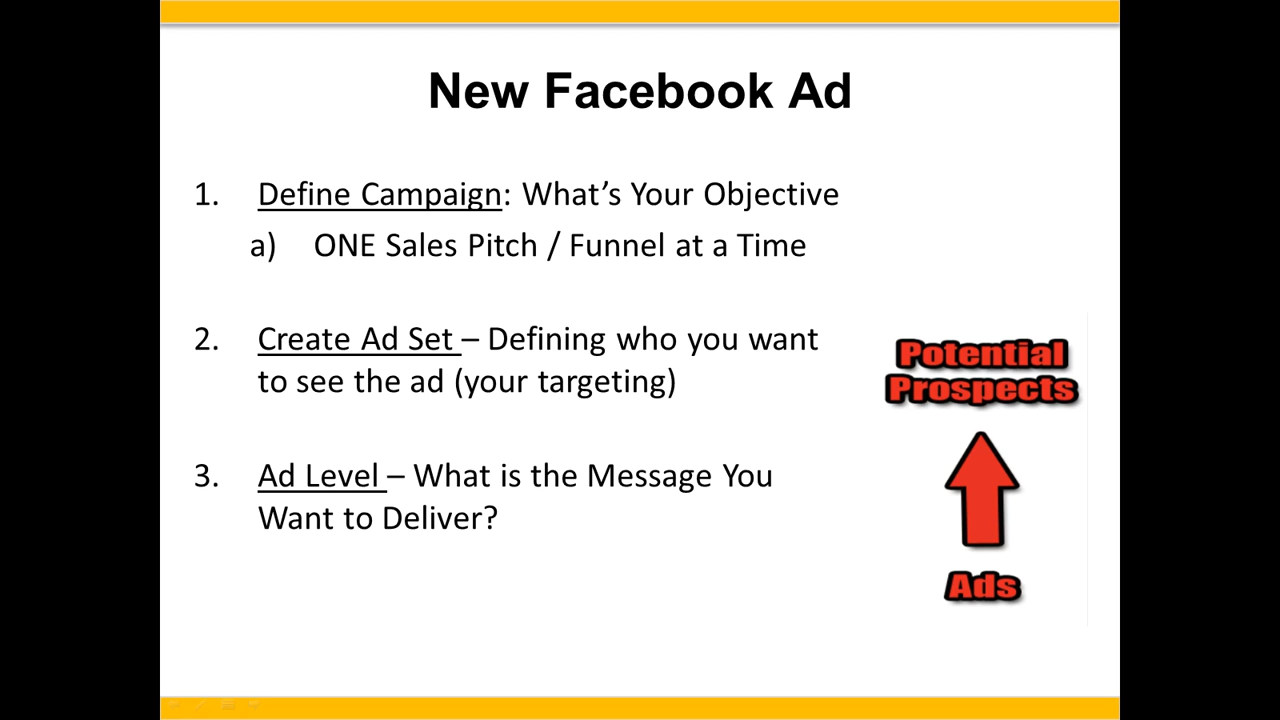 New Facebook Ad
1. Define Campaign: What’s Your Objective
a) ONE Sales Pitch / Funnel at a Time
2. Create Ad Set – Defining who you want
to see the ad (your targeting)
3. Ad Level – What is the Message You
Want to Deliver?
Potential
Prospects
Ads